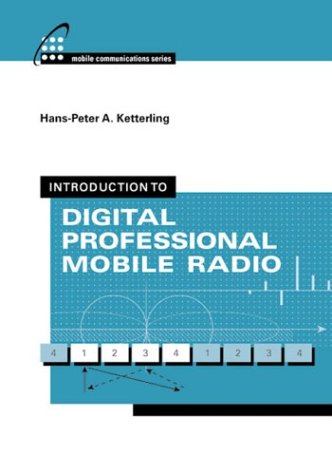 mobile communications series
Hans-Peter A. Ketterling
INTRODUCTION TO
DIGITAL
PROFESSIONAL
MOBILE RADIO
4 1 2 3 4 1 2 3 4